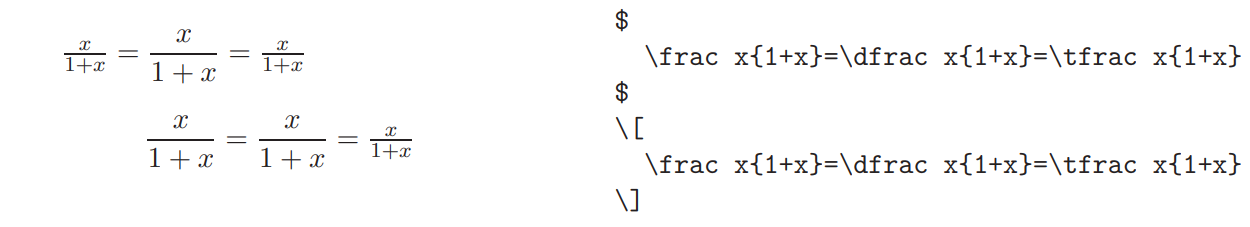 x/(1+x) = x/(1 + x) = x/(1+x)
x/(1 + x) = x/(1 + x) = x/(1+x)
$
\frac x{1+x}=\dfrac x{1+x}=\tfrac x{1+x}
$
\[
\frac x{1+x}=\dfrac x{1+x}=\tfrac x{1+x}
\]